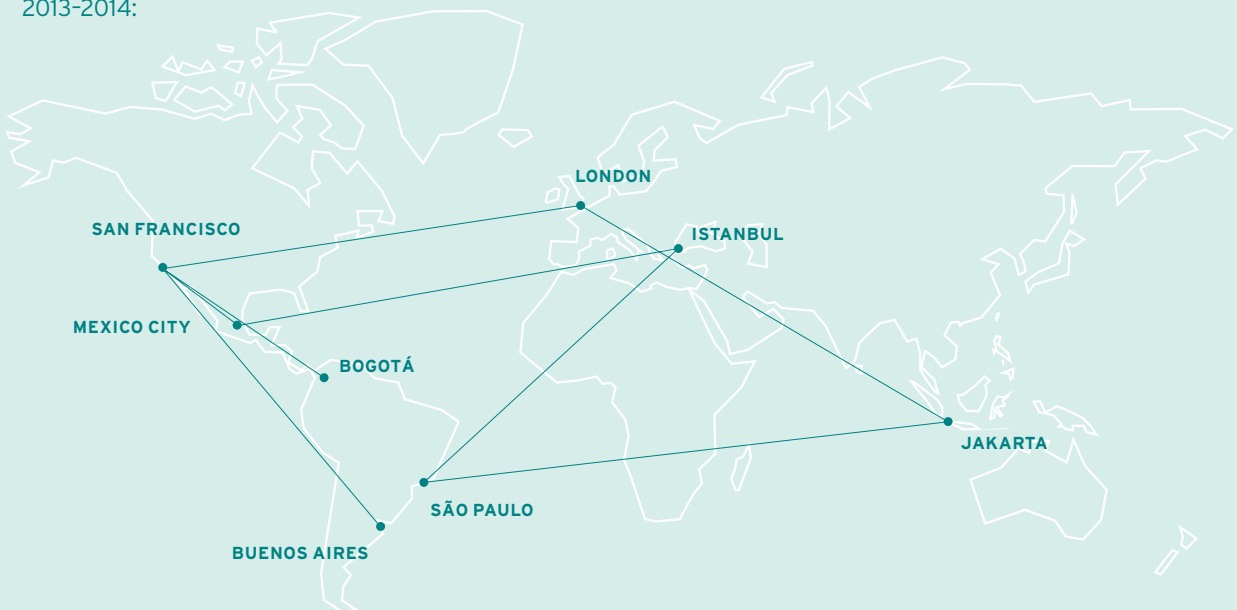 2013-2014:
LONDON
SAN FRANCISCO
ISTANBUL
MEXICO CITY
BOGOTÁ
JAKARTA
SÃO PAULO
BUENOS AIRES